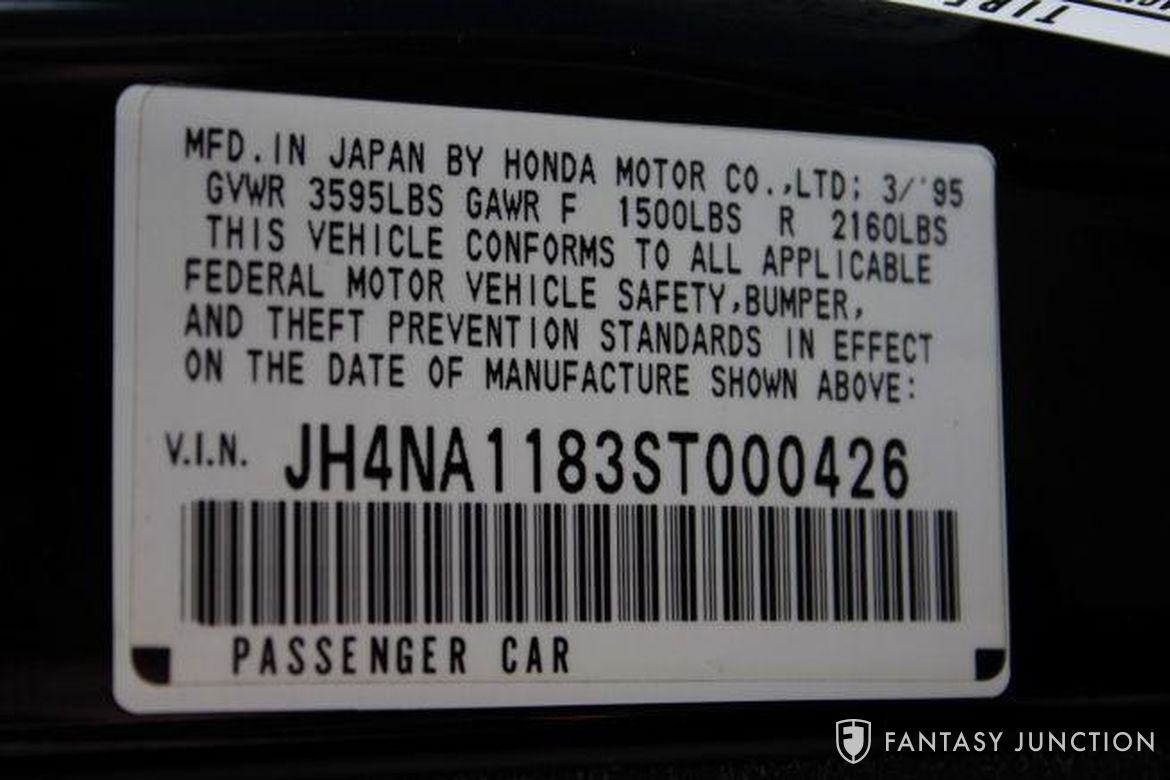 TIRE
MFD.IN JAPAN BY HONDA MOTOR CO.,LTD; 3/'95
GVWR 3595LBS GAWR F 1500LBS R 2160LBS
THIS VEHICLE CONFORMS TO ALL APPLICABLE
FEDERAL MOTOR VEHICLE SAFETY,BUMPER,
AND THEFT PREVENTION STANDARDS IN EFFECT
ON THE DATE OF MANUFACTURE SHOWN ABOVE:
V.I.N. JH4NA1183ST000426
PASSENGER CAR
FANTASY JUNCTION